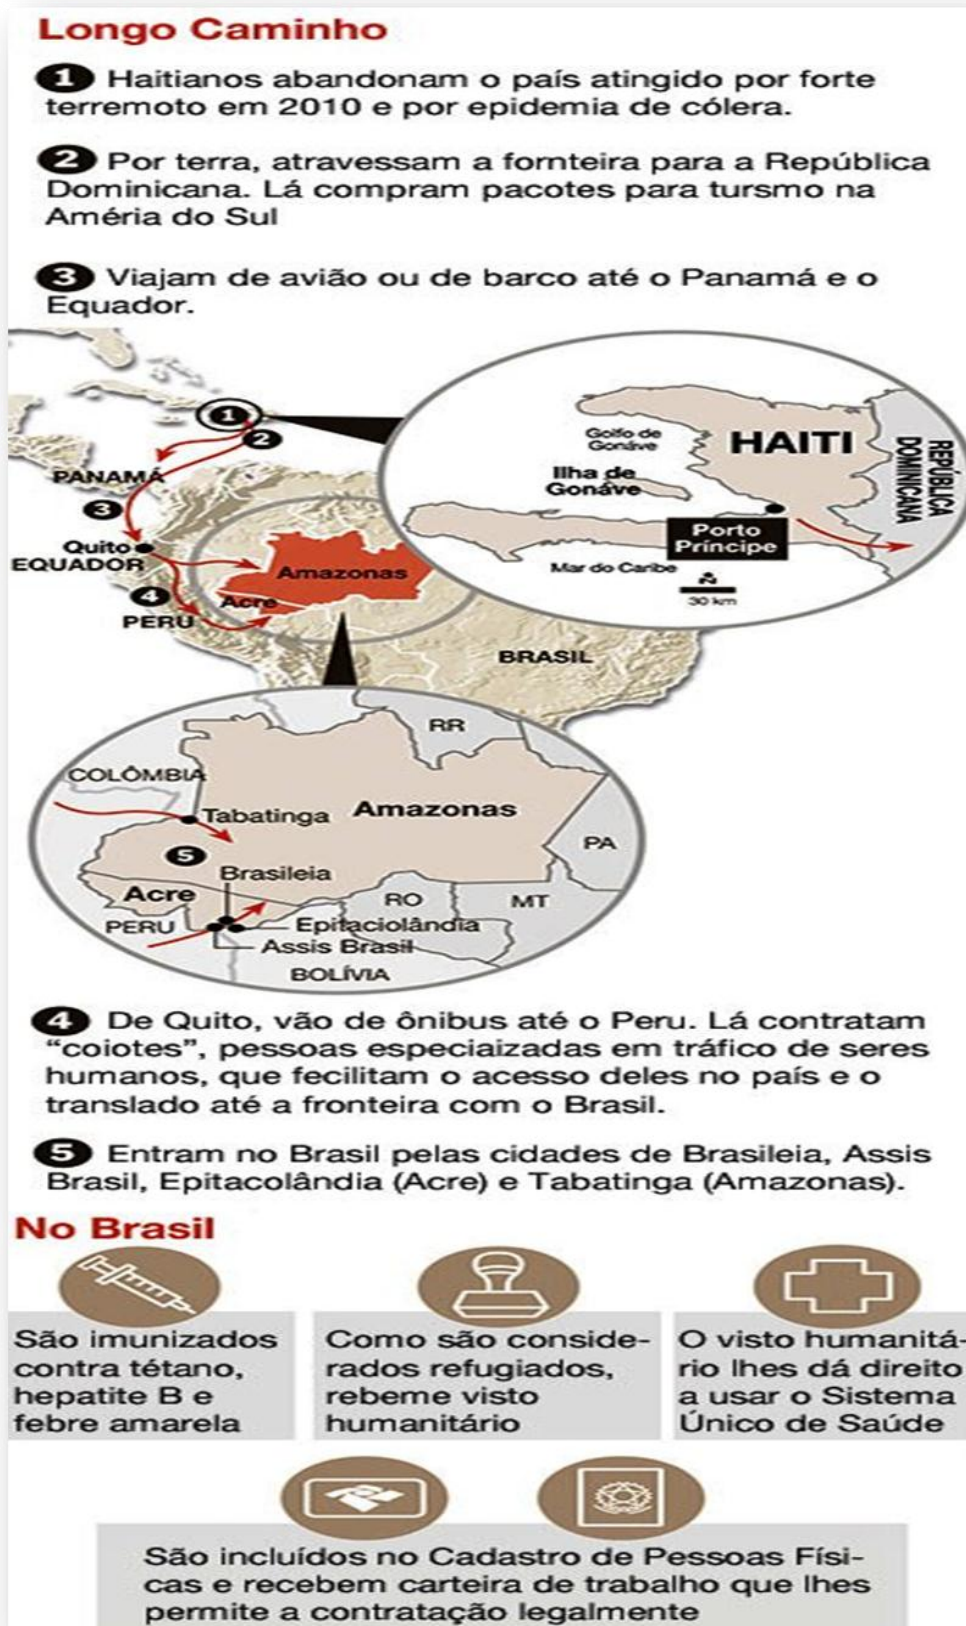 Longo Caminho
1 Haitianos abandonam o país atingido por forte
terremoto em 2010 e por epidemia de cólera.
2 Por terra, atravessam a fornteira para a República
Dominicana. Lá compram pacotes para tursmo na
Améria do Sul
3 Viajam de avião ou de barco até o Panamá e o
Equador.
1
2
PANAMÁ
3
Quito
EQUADOR
4
PERU
Amazonas
Acre
BRASIL
HAITI
Golfo de
Gonâve
Ilha de
Gonâve
REPÚBLICA
DOMINICANA
Porto
Príncipe
Mar do Caribe
N
30 km
RR
COLÔMBIA
Tabatinga
Amazonas
PA
5
Brasileia
Acre
RO
MT
PERU
Epitaciolândia
Assis Brasil
BOLÍVIA
4 De Quito, vão de ônibus até o Peru. Lá contratam
“coiotes”, pessoas especiaizadas em tráfico de seres
humanos, que fecilitam o acesso deles no país e o
translado até a fronteira com o Brasil.
5 Entram no Brasil pelas cidades de Brasileia, Assis
Brasil, Epitacolândia (Acre) e Tabatinga (Amazonas).
No Brasil
São imunizados
contra tétano,
hepatite B e
febre amarela
Como são conside-
rados refugiados,
rebeme visto
humanitário
O visto humanitá-
rio lhes dá direito
a usar o Sistema
Único de Saúde
São incluídos no Cadastro de Pessoas Físi-
cas e recebem carteira de trabalho que lhes
permite a contratação legalmente